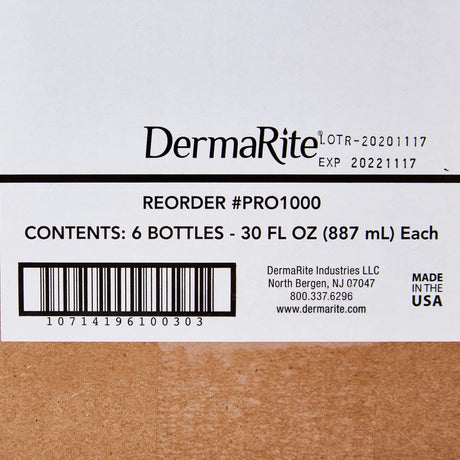 DermaRite®
LOTR-20201117
EXP 20221117
REORDER #PRO1000
CONTENTS: 6 BOTTLES - 30 FL OZ (887 mL) Each
10714196100303
DermaRite Industries LLC
North Bergen, NJ 07047
800.337.6296
www.dermarite.com
MADE
IN THE
USA